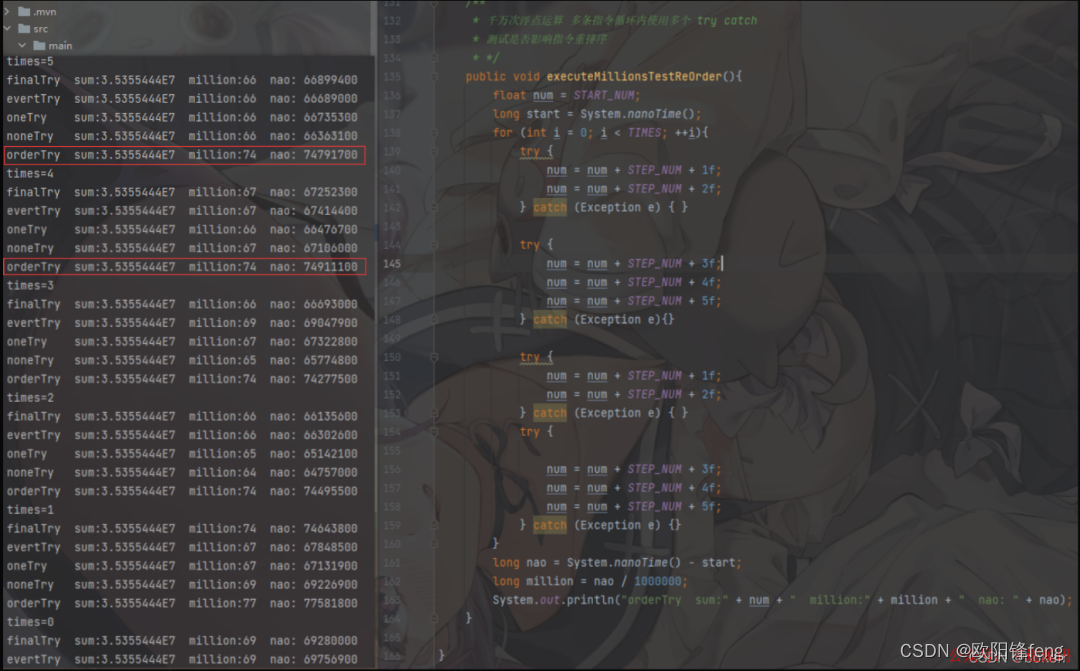 .mvn
src
main
times=5
finalTry sum:3.5355444E7 million:66 nao: 66899400
evertTry sum:3.5355444E7 million:66 nao: 66689000
oneTry sum:3.5355444E7 million:66 nao: 66735300
noneTry sum:3.5355444E7 million:66 nao: 66363100
orderTry sum:3.5355444E7 million:74 nao: 74791700
times=4
finalTry sum:3.5355444E7 million:67 nao: 67252300
evertTry sum:3.5355444E7 million:67 nao: 67414400
oneTry sum:3.5355444E7 million:66 nao: 66476700
noneTry sum:3.5355444E7 million:67 nao: 67106000
orderTry sum:3.5355444E7 million:74 nao: 74911100
times=3
finalTry sum:3.5355444E7 million:66 nao: 66693000
evertTry sum:3.5355444E7 million:69 nao: 69047900
oneTry sum:3.5355444E7 million:67 nao: 67322800
noneTry sum:3.5355444E7 million:65 nao: 65774800
orderTry sum:3.5355444E7 million:74 nao: 74277500
times=2
finalTry sum:3.5355444E7 million:66 nao: 66135600
evertTry sum:3.5355444E7 million:66 nao: 66302600
oneTry sum:3.5355444E7 million:65 nao: 65142100
noneTry sum:3.5355444E7 million:64 nao: 64757000
orderTry sum:3.5355444E7 million:74 nao: 74495500
times=1
finalTry sum:3.5355444E7 million:74 nao: 74643800
evertTry sum:3.5355444E7 million:67 nao: 67848500
oneTry sum:3.5355444E7 million:67 nao: 67131900
noneTry sum:3.5355444E7 million:69 nao: 69226900
orderTry sum:3.5355444E7 million:77 nao: 77581800
times=0
finalTry sum:3.5355444E7 million:69 nao: 69280000
evertTry sum:3.5355444E7 million:69 nao: 69756900
131 /**
132 * 千万次浮点运算 多条指令循环内使用多个 try catch
133 * 测试是否影响指令重排序
134 * */
135 public void executeMillionsTestReOrder(){
136 float num = START_NUM;
137 long start = System.nanoTime();
138 for (int i = 0; i < TIMES; ++i){
139 try {
140 num = num + STEP_NUM + 1f;
141 num = num + STEP_NUM + 2f;
142 } catch (Exception e) { }
143
144 try {
145 num = num + STEP_NUM + 3f;
146 num = num + STEP_NUM + 4f;
147 num = num + STEP_NUM + 5f;
148 } catch (Exception e){}
149
150 try {
151 num = num + STEP_NUM + 1f;
152 num = num + STEP_NUM + 2f;
153 } catch (Exception e) { }
154 try {
155
156 num = num + STEP_NUM + 3f;
157 num = num + STEP_NUM + 4f;
158 num = num + STEP_NUM + 5f;
159 } catch (Exception e) {}
160 }
161 long nao = System.nanoTime() - start;
162 long million = nao / 1000000;
163 System.out.println("orderTry sum:" + num + " million:" + million + " nao: " + nao);
164 }
165
166 }
CSDN @欧阳锋feng